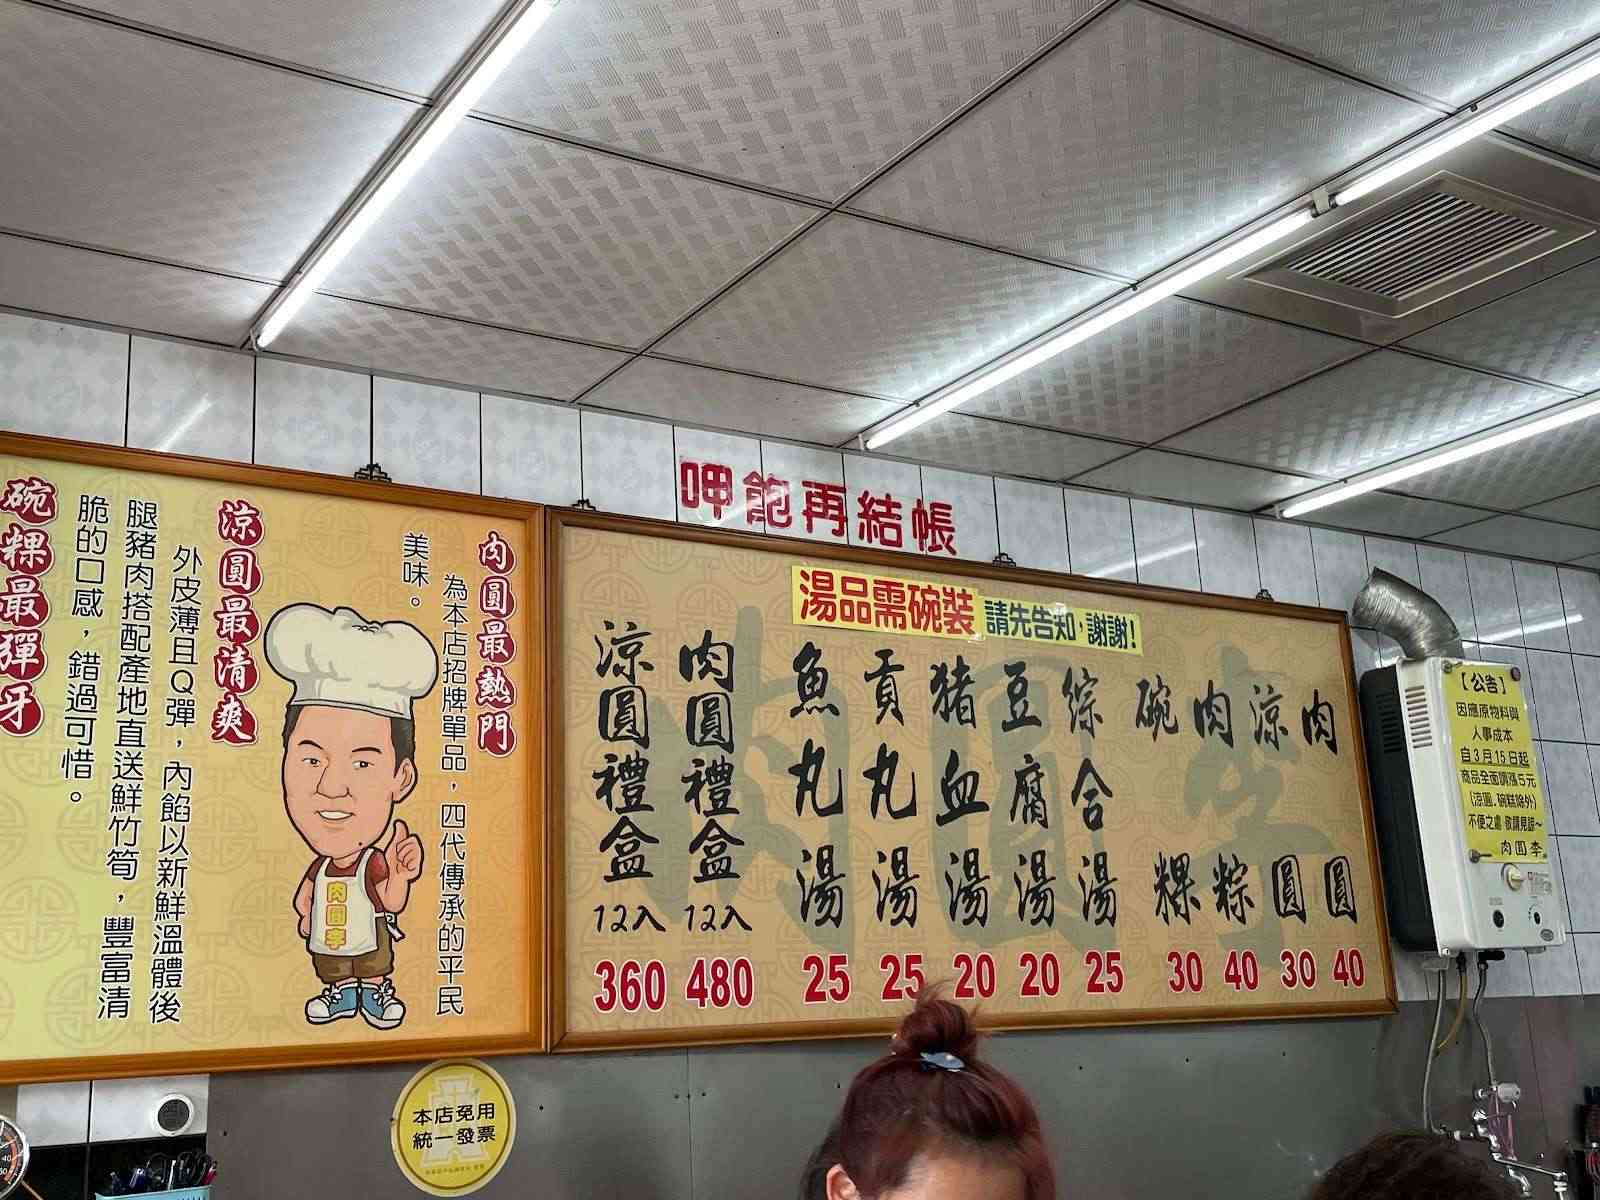 呷飽再結帳
湯品需碗裝
請先告知,謝謝!
肉圓 40
涼圓 30
肉粽 40
碗粿 30
綜合湯 25
豆腐湯 20
豬血湯 20
貢丸湯 25
魚丸湯 25
肉圓禮盒 12入 480
涼圓禮盒 12入 360
肉圓李
肉圓最熱門
為本店招牌單品,四代傳承的平民
美味。
涼圓最清爽
外皮薄且Q彈,內餡以新鮮溫體後
腿豬肉搭配產地直送鮮竹筍,豐富清
脆的口感,錯過可惜。
碗粿最彈牙
肉圓李
【公告】
因應原物料與
人事成本
自3月15日起
商品全面調漲5元
(涼圓.碗糕除外)
不便之處 敬請見諒~
肉圓李
本店免用
統一發票